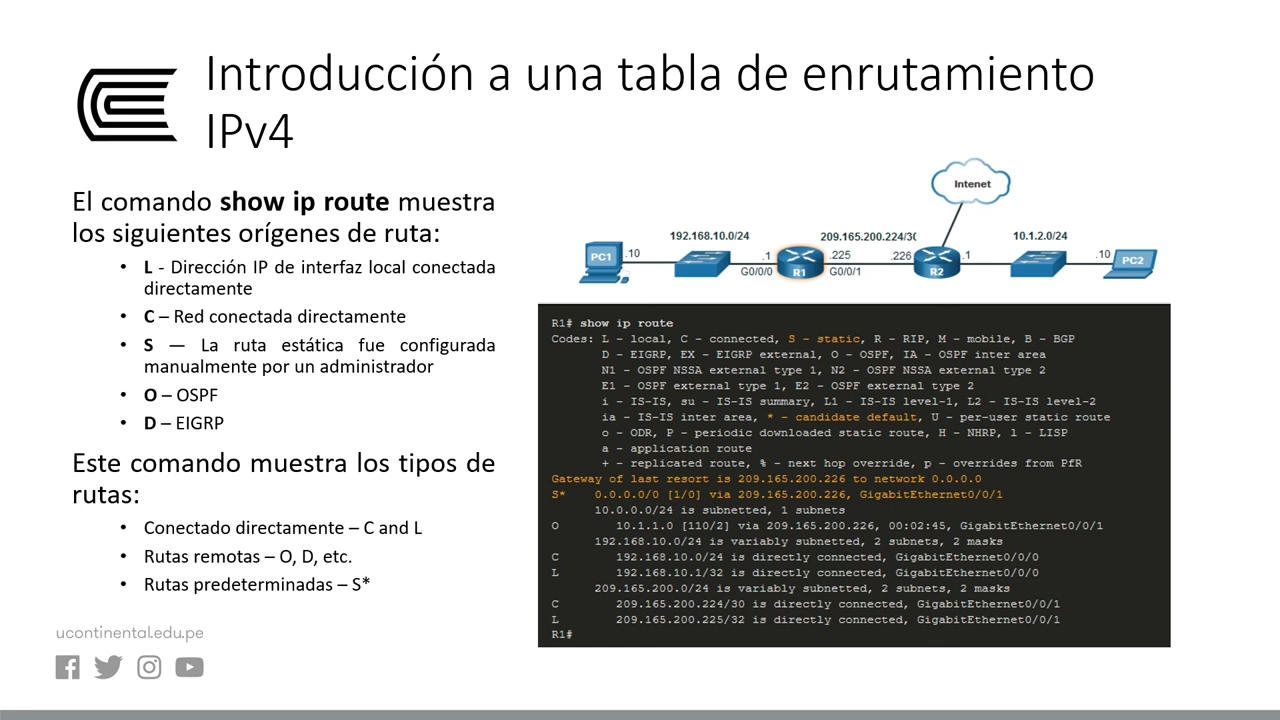 Introducción a una tabla de enrutamiento
IPv4
El comando show ip route muestra
los siguientes orígenes de ruta:
• L - Dirección IP de interfaz local conectada
directamente
• C – Red conectada directamente
• S — La ruta estática fue configurada
manualmente por un administrador
• O – OSPF
• D – EIGRP
Este comando muestra los tipos de
rutas:
• Conectado directamente – C and L
• Rutas remotas – O, D, etc.
• Rutas predeterminadas – S*
ucontinental.edu.pe
Intenet
192.168.10.0/24
209.165.200.224/30
10.1.2.0/24
PC1
.10
.1
G0/0/0
R1
.225
G0/0/1
.226
R2
.1
.10
PC2
R1# show ip route
Codes: L - local, C - connected, S - static, R - RIP, M - mobile, B - BGP
D - EIGRP, EX - EIGRP external, O - OSPF, IA - OSPF inter area
N1 - OSPF NSSA external type 1, N2 - OSPF NSSA external type 2
E1 - OSPF external type 1, E2 - OSPF external type 2
i - IS-IS, su - IS-IS summary, L1 - IS-IS level-1, L2 - IS-IS level-2
ia - IS-IS inter area, * - candidate default, U - per-user static route
o - ODR, P - periodic downloaded static route, H - NHRP, l - LISP
a - application route
+ - replicated route, % - next hop override, p - overrides from PfR
Gateway of last resort is 209.165.200.226 to network 0.0.0.0
S* 0.0.0.0/0 [1/0] via 209.165.200.226, GigabitEthernet0/0/1
10.0.0.0/24 is subnetted, 1 subnets
O 10.1.1.0 [110/2] via 209.165.200.226, 00:02:45, GigabitEthernet0/0/1
192.168.10.0/24 is variably subnetted, 2 subnets, 2 masks
C 192.168.10.0/24 is directly connected, GigabitEthernet0/0/0
L 192.168.10.1/32 is directly connected, GigabitEthernet0/0/0
209.165.200.0/24 is variably subnetted, 2 subnets, 2 masks
C 209.165.200.224/30 is directly connected, GigabitEthernet0/0/1
L 209.165.200.225/32 is directly connected, GigabitEthernet0/0/1
R1#